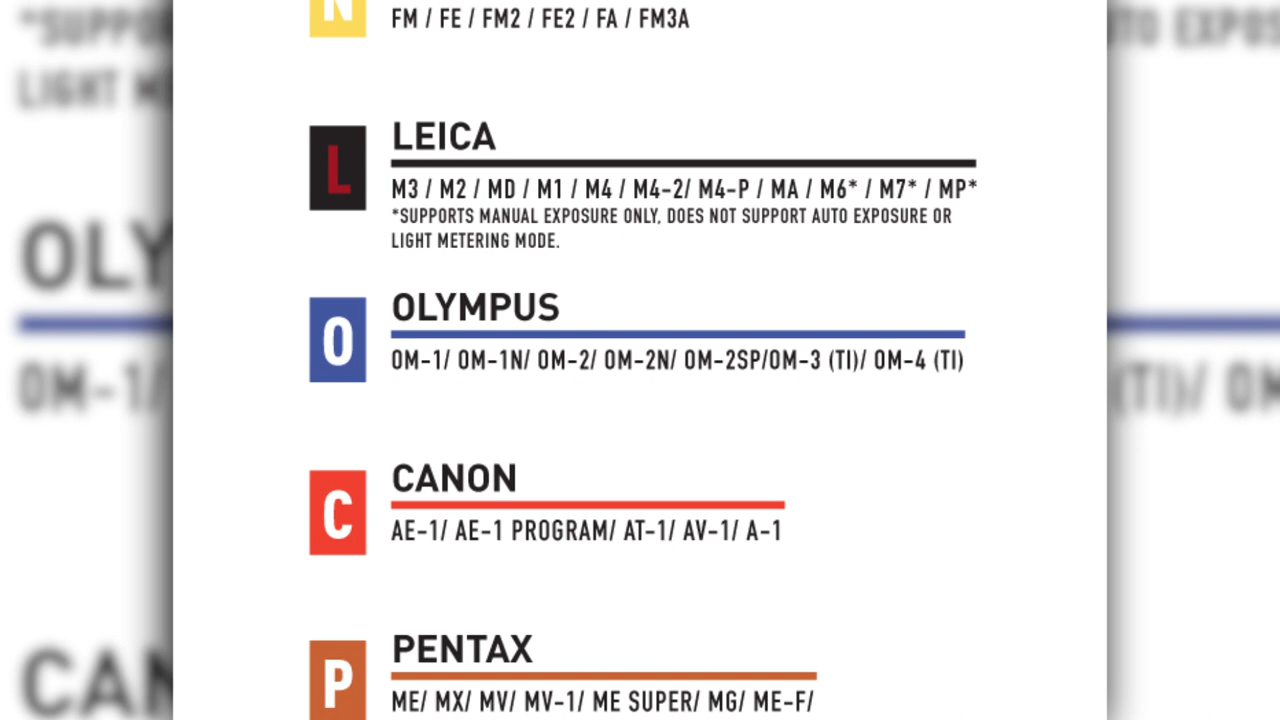 N
FM / FE / FM2 / FE2 / FA / FM3A
L
LEICA
M3 / M2 / MD / M1 / M4 / M4-2/ M4-P / MA / M6* / M7* / MP*
*SUPPORTS MANUAL EXPOSURE ONLY, DOES NOT SUPPORT AUTO EXPOSURE OR
LIGHT METERING MODE.
O
OLYMPUS
OM-1/ OM-1N/ OM-2/ OM-2N/ OM-2SP/OM-3 (TI)/ OM-4 (TI)
C
CANON
AE-1/ AE-1 PROGRAM/ AT-1/ AV-1/ A-1
P
PENTAX
ME/ MX/ MV/ MV-1/ ME SUPER/ MG/ ME-F/